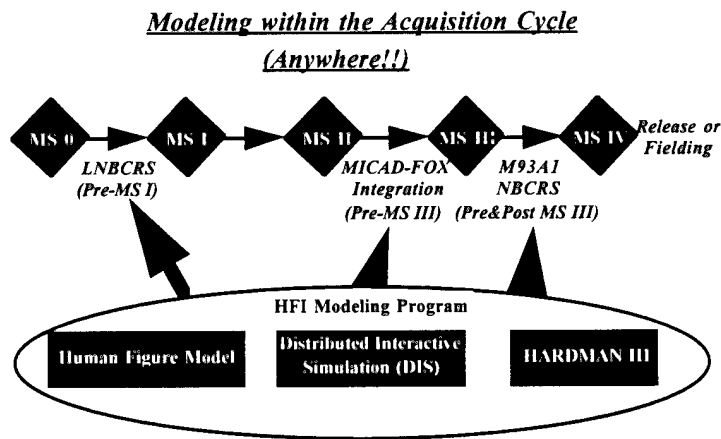 Modeling within the Acquisition Cycle
(Anywhere!!)
MS 0 MS I MS II MS III MS IV Release or
Fielding
LNBCRS
(Pre-MS I)
MICAD-FOX
Integration
(Pre-MS III)
M93A1
NBCRS
(Pre&Post MS III)
HFI Modeling Program
Human Figure Model
Distributed Interactive
Simulation (DIS)
HARDMAN III